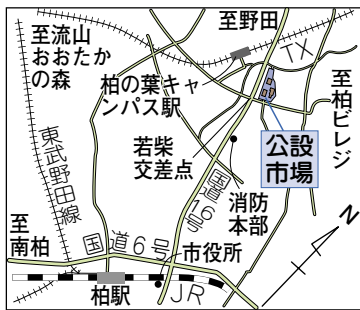 至野田
至流山
おおたか
の森
TX
柏の葉キャ
ンパス駅
至柏ビレジ
若柴
交差点
公設
市場
東武野田線
国道16号
消防
本部
至
南柏
国道6号
市役所
N
柏駅
JR